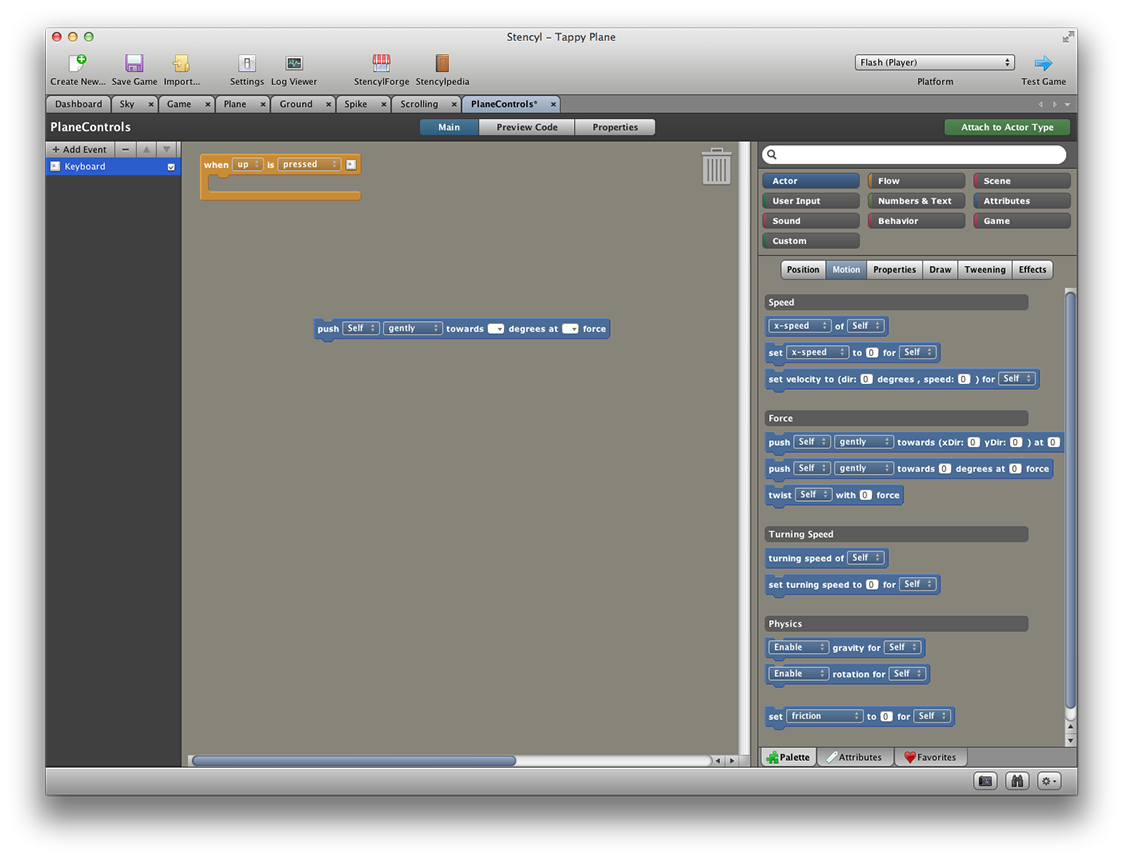 Stencyl - Tappy Plane
Create New... Save Game Import... Settings Log Viewer StencylForge Stencylpedia
Flash (Player)
Platform
Test Game
Dashboard Sky Game Plane Ground Spike Scrolling PlaneControls*
PlaneControls Main Preview Code Properties Attach to Actor Type
+ Add Event
Keyboard
when up is pressed
push Self gently towards degrees at force
Actor Flow Scene
User Input Numbers & Text Attributes
Sound Behavior Game
Custom
Position Motion Properties Draw Tweening Effects
Speed
x-speed of Self
set x-speed to 0 for Self
set velocity to (dir: 0 degrees , speed: 0 ) for Self
Force
push Self gently towards (xDir: 0 yDir: 0 ) at 0
push Self gently towards 0 degrees at 0 force
twist Self with 0 force
Turning Speed
turning speed of Self
set turning speed to 0 for Self
Physics
Enable gravity for Self
Enable rotation for Self
set friction to 0 for Self
Palette Attributes Favorites